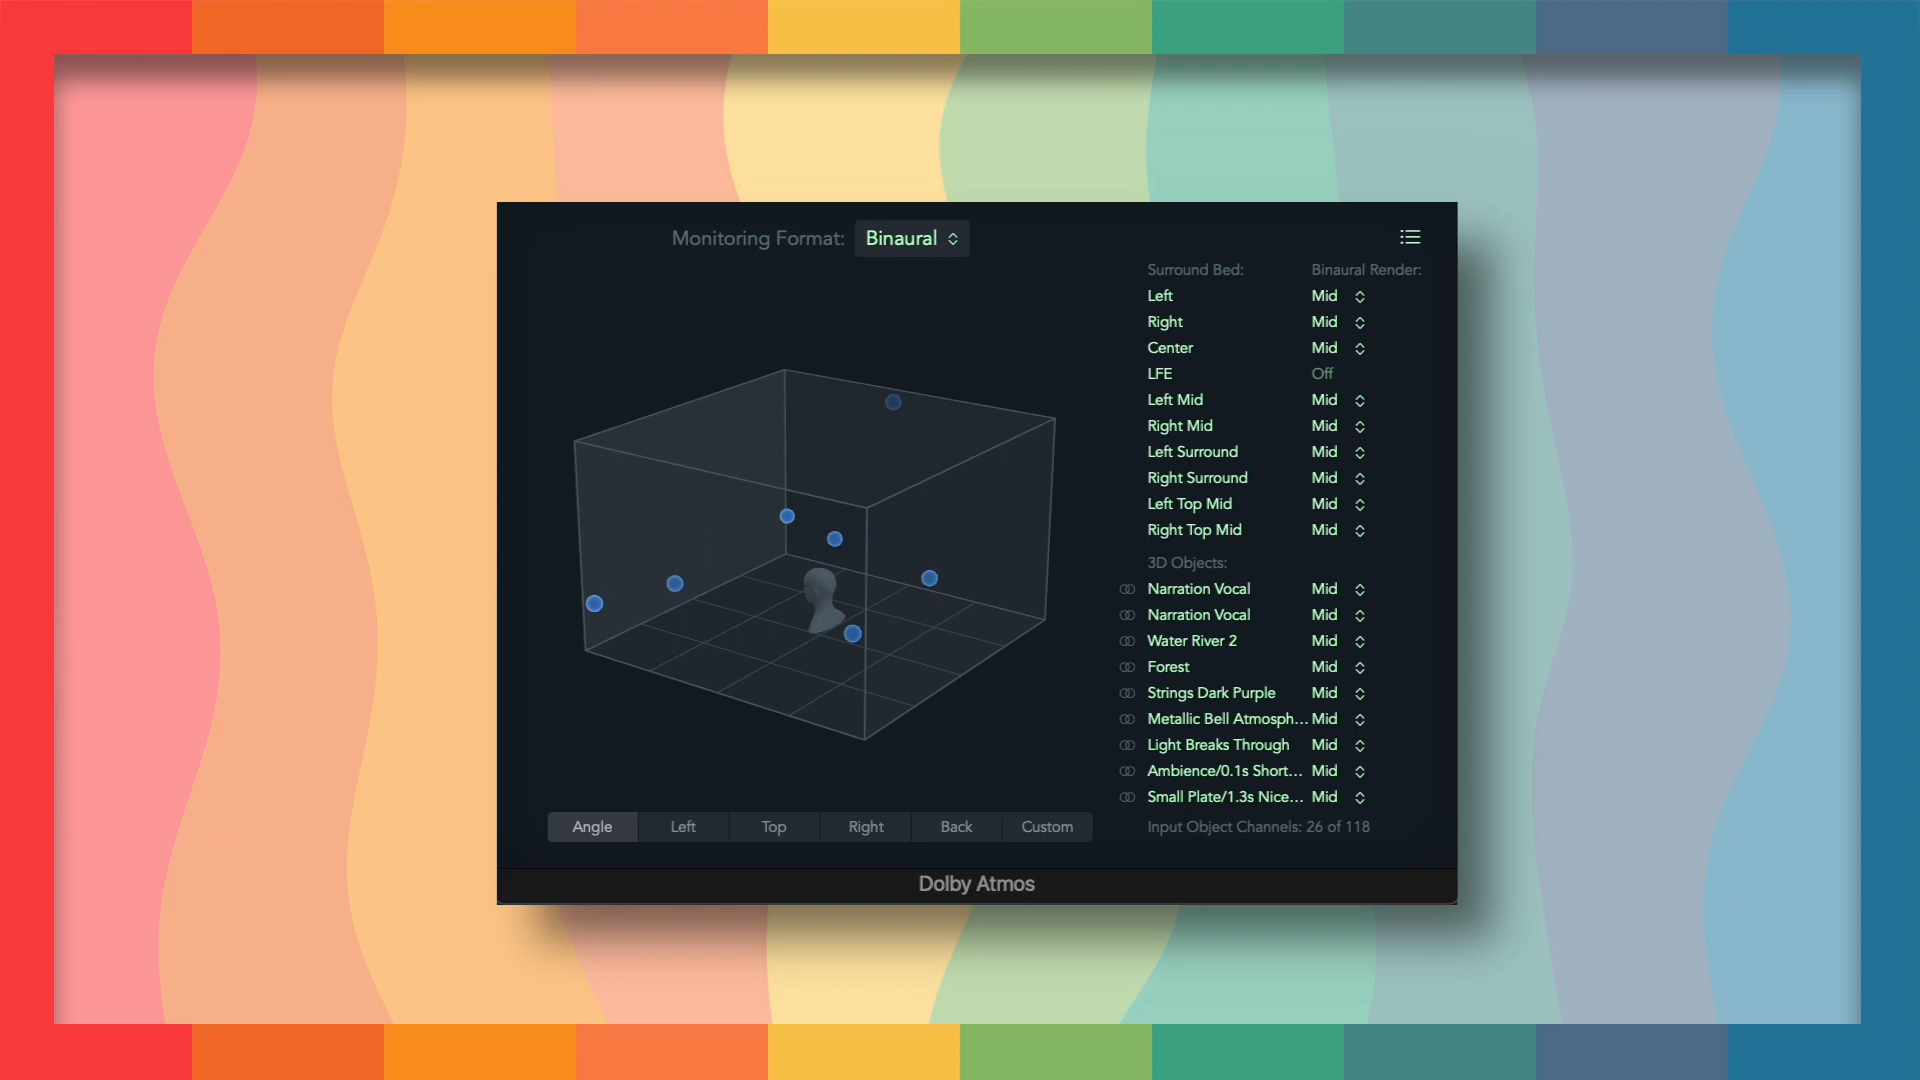 Monitoring Format: Binaural
Surround Bed: Binaural Render:
Left Mid
Right Mid
Center Mid
LFE Off
Left Mid Mid
Right Mid Mid
Left Surround Mid
Right Surround Mid
Left Top Mid Mid
Right Top Mid Mid
3D Objects:
Narration Vocal Mid
Narration Vocal Mid
Water River 2 Mid
Forest Mid
Strings Dark Purple Mid
Metallic Bell Atmosph... Mid
Light Breaks Through Mid
Ambience/0.1s Short... Mid
Small Plate/1.3s Nice... Mid
Angle Left Top Right Back Custom
Input Object Channels: 26 of 118
Dolby Atmos